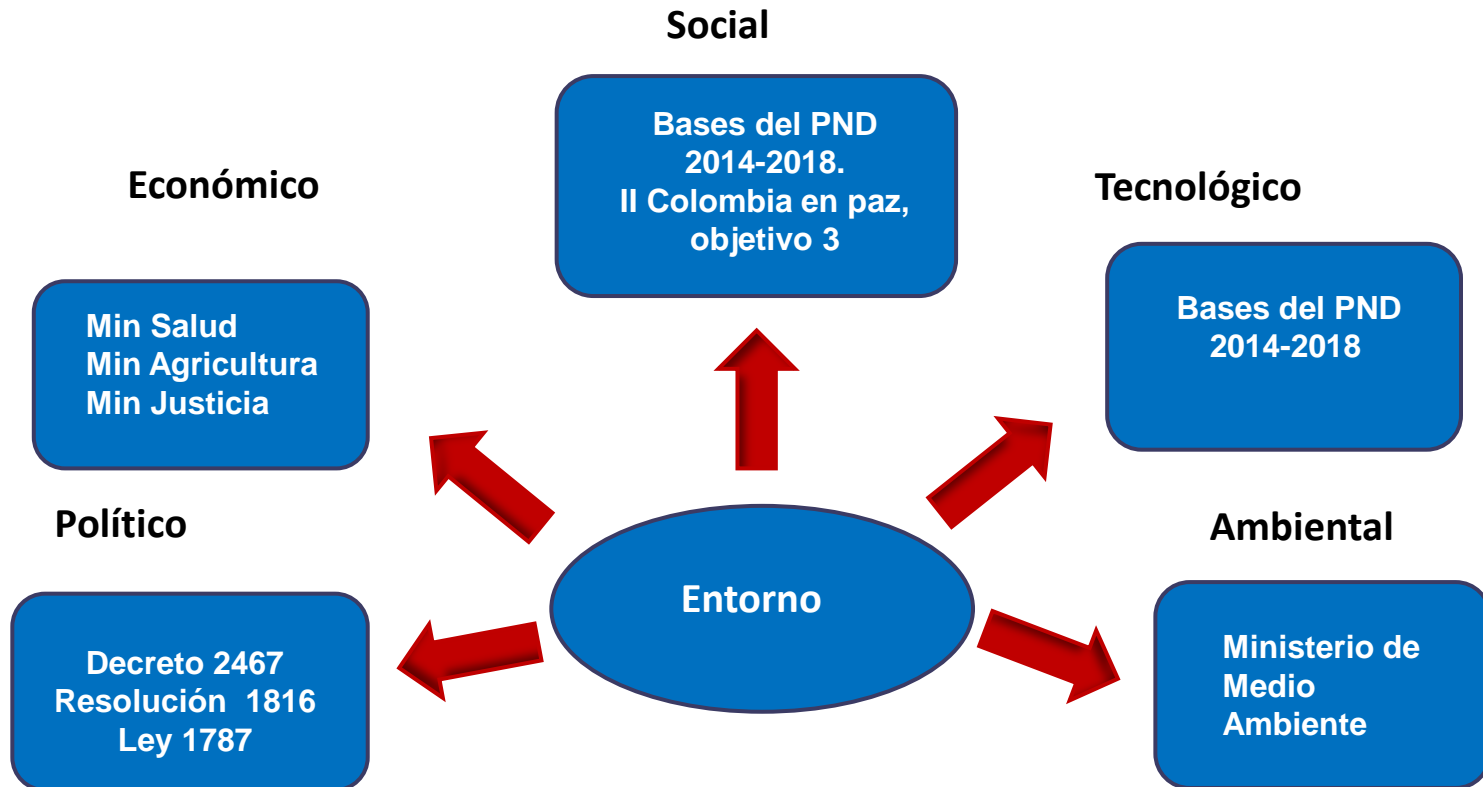 Social
Bases del PND
2014-2018.
II Colombia en paz,
objetivo 3
Económico
Min Salud
Min Agricultura
Min Justicia
Tecnológico
Bases del PND
2014-2018
Político
Decreto 2467
Resolución 1816
Ley 1787
Entorno
Ambiental
Ministerio de
Medio
Ambiente